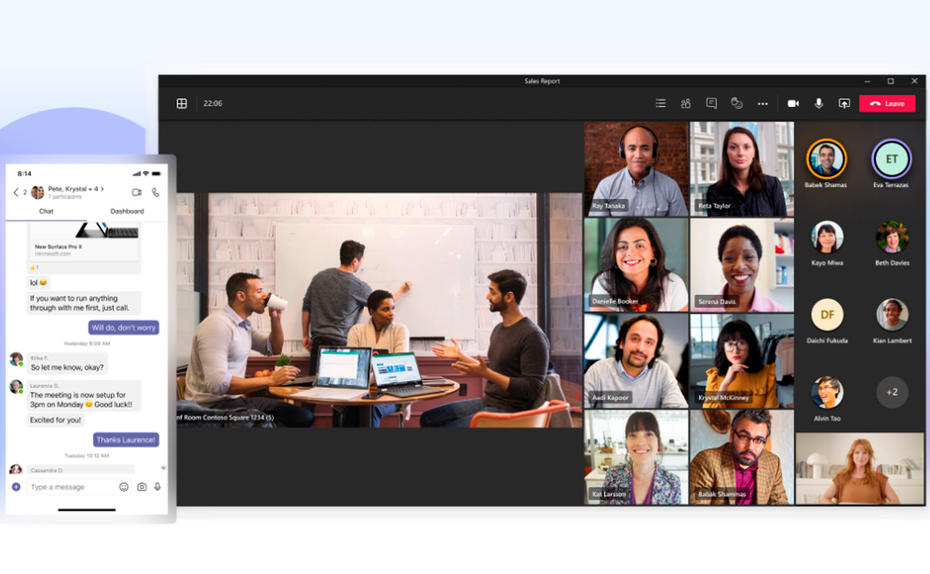 8:14
2
Pete, Krystal + 4 >
7 participants
Chat
Dashboard
New Surface Pro X
microsoft.com
1
lol
If you want to run anything
through with me first, just call.
Will do, don't worry
Yesterday 9:09 AM
Erika F.
So let me know, okay?
Laurence G.
The meeting is now setup for
3pm on Monday Good luck!!
Excited for you!
Thanks Laurence!
Tuesday 10:12 AM
Cassandra D.
Type a message
Sales Report
22:06
Leave
nf Room Contoso Square 1234 (5)
Ray Tanaka
Reta Taylor
Danielle Booker
Serena Davis
Aadi Kapoor
Krystal McKinney
Kat Larsson
Babak Shammas
Babek Shamas
ET
Eva Terrazas
Kayo Miwa
Beth Davies
DF
Daichi Fukuda
Kian Lambert
Alvin Tao
+2